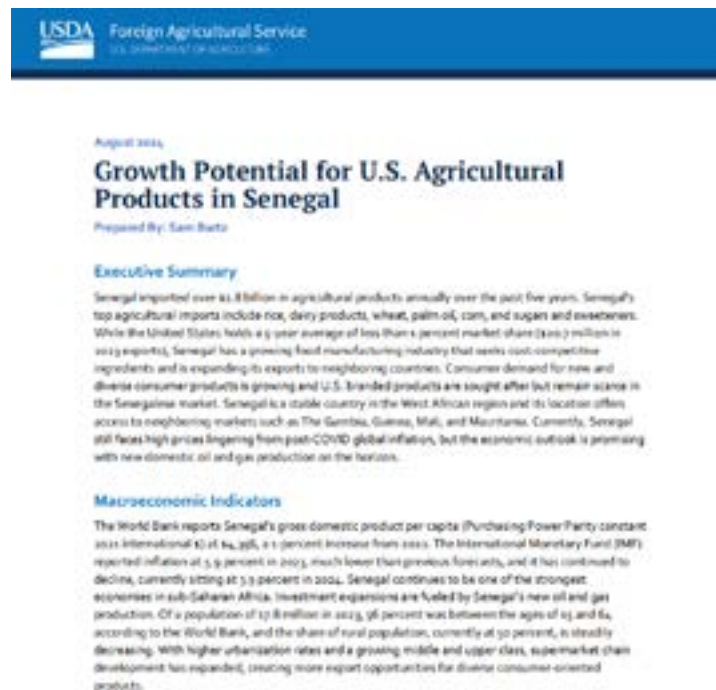 USDA
Foreign Agricultural Service
U.S. DEPARTMENT OF AGRICULTURE
August
Growth Potential for U.S. Agricultural
Products in Senegal
Prepared By: Sam
Executive Summary
Senegal imported over billion in agricultural products annually over the past five years. Senegal's
top agricultural imports include rice, dairy products, wheat, palm oil, corn, and sugars and sweeteners.
While the United States holds a 5-year average of less than percent market share million in
2023 exports), Senegal has a growing food manufacturing industry that seeks cost-competitive
ingredients and is expanding its exports to neighboring countries. Consumer demand for new and
diverse consumer products is growing and U.S. branded products are sought after but remain scarce in
the Senegalese market. Senegal is a stable country in the West African region and its location offers
access to neighboring markets such as The Gambia, Guinea, Mali, and Mauritania. Currently, Senegal
still faces high prices lingering from post-COVID global inflation, but the economic outlook is promising
with new domestic oil and gas production on the horizon.
Macroeconomic Indicators
The World Bank reports Senegal's gross domestic product per capita (Purchasing Power Parity constant
2021 international $) at percent increase from The International Monetary Fund (IMF)
reported inflation at 5.9 percent in 2023, much lower than previous forecasts, and it has continued to
decline, currently sitting at percent in 2024. Senegal continues to be one of the strongest
economies in sub-Saharan Africa. Investment expansions are fueled by Senegal's new oil and gas
production. Of a population of million in 2023, 56 percent was between the ages of 15 and 64,
according to the World Bank, and the share of rural population, currently at 50 percent, is steadily
decreasing. With higher urbanization rates and a growing middle and upper class, supermarket chain
development has expanded, creating more export opportunities for diverse consumer-oriented
products.